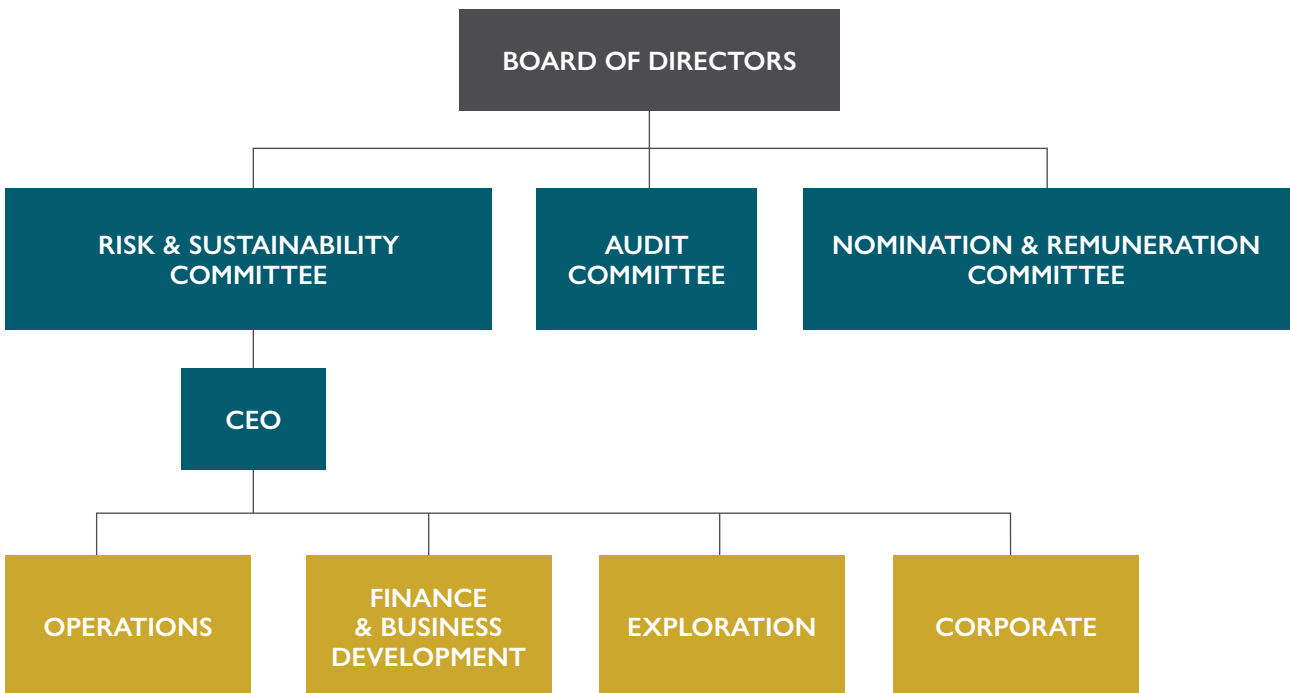 BOARD OF DIRECTORS
RISK & SUSTAINABILITY
COMMITTEE
AUDIT
COMMITTEE
NOMINATION & REMUNERATION
COMMITTEE
CEO
OPERATIONS
FINANCE
& BUSINESS
DEVELOPMENT
EXPLORATION
CORPORATE